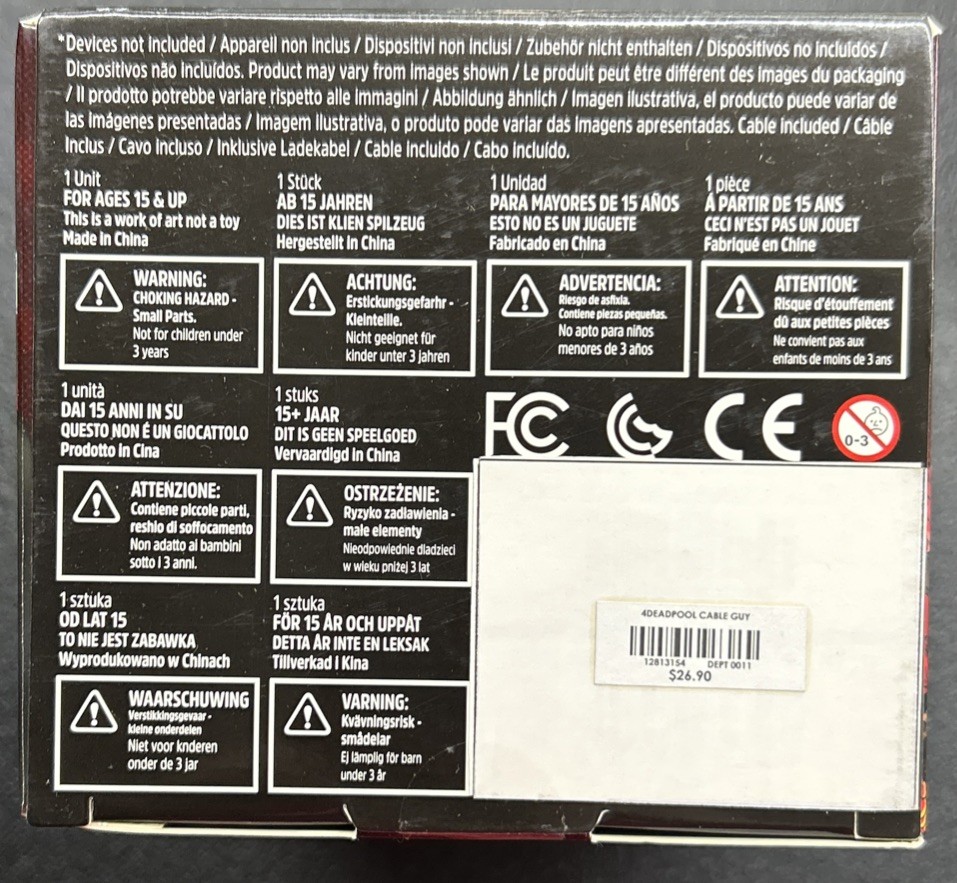 *Devices not included / Appareil non inclus / Dispositivi non inclusi / Zubehör nicht enthalten / Dispositivos no incluidos /
Dispositivos não incluídos. Product may vary from images shown / Le produit peut être différent des images du packaging
/ Il prodotto potrebbe variare rispetto alle immagini / Abbildung ähnlich / Imagen ilustrativa, el producto puede variar de
las imágenes presentadas / Imagem ilustrativa, o produto pode variar das imagens apresentadas. Cable included / Câble
inclus / Cavo incluso / Inklusive Ladekabel / Cable incluido / Cabo incluído.
1 Unit
FOR AGES 15 & UP
This is a work of art not a toy
Made in China
WARNING:
CHOKING HAZARD -
Small Parts.
Not for children under
3 years
1 Stück
AB 15 JAHREN
DIES IST KLIEN SPILZEUG
Hergestellt in China
ACHTUNG:
Erstickungsgefarhr -
Kleinteille.
Nicht geeignet für
kinder unter 3 jahren
1 Unidad
PARA MAYORES DE 15 AÑOS
ESTO NO ES UN JUGUETE
Fabricado en China
ADVERTENCIA:
Riesgo de asfixia.
Contiene piezas pequeñas.
No apto para niños
menores de 3 años
1 pièce
Á PARTIR DE 15 ANS
CECI N'EST PAS UN JOUET
Fabriqué en Chine
ATTENTION:
Risque d'étouffement
dû aux petites pièces
Ne convient pas aux
enfants de moins de 3 ans
1 unità
DAI 15 ANNI IN SU
QUESTO NON É UN GIOCATTOLO
Prodotto in Cina
ATTENZIONE:
Contiene piccole parti,
reshio di soffocamento
Non adatto ai bambini
sotto i 3 anni.
1 stuks
15+ JAAR
DIT IS GEEN SPEELGOED
Vervaardigd in China
OSTRZEŻENIE:
Ryzyko zadlawienia -
małe elementy
Nieodpowiednie dladzieci
w wieku pniżej 3 lat
FC
CE
0-3
1 sztuka
OD LAT 15
TO NIE JEST ZABAWKA
Wyprodukowano w Chinach
WAARSCHUWING
Verstikkingsgevaar -
kleine onderdelen
Niet voor knderen
onder de 3 jar
1 sztuka
FÖR 15 ÅR OCH UPPÅT
DETTA ÄR INTE EN LEKSAK
Tillverkad i Kina
VARNING:
Kvävningsrisk -
smådelar
Ej lämplig för barn
under 3 år
4DEADPOOL CABLE GUY
12813154 DEPT 0011
$26.90